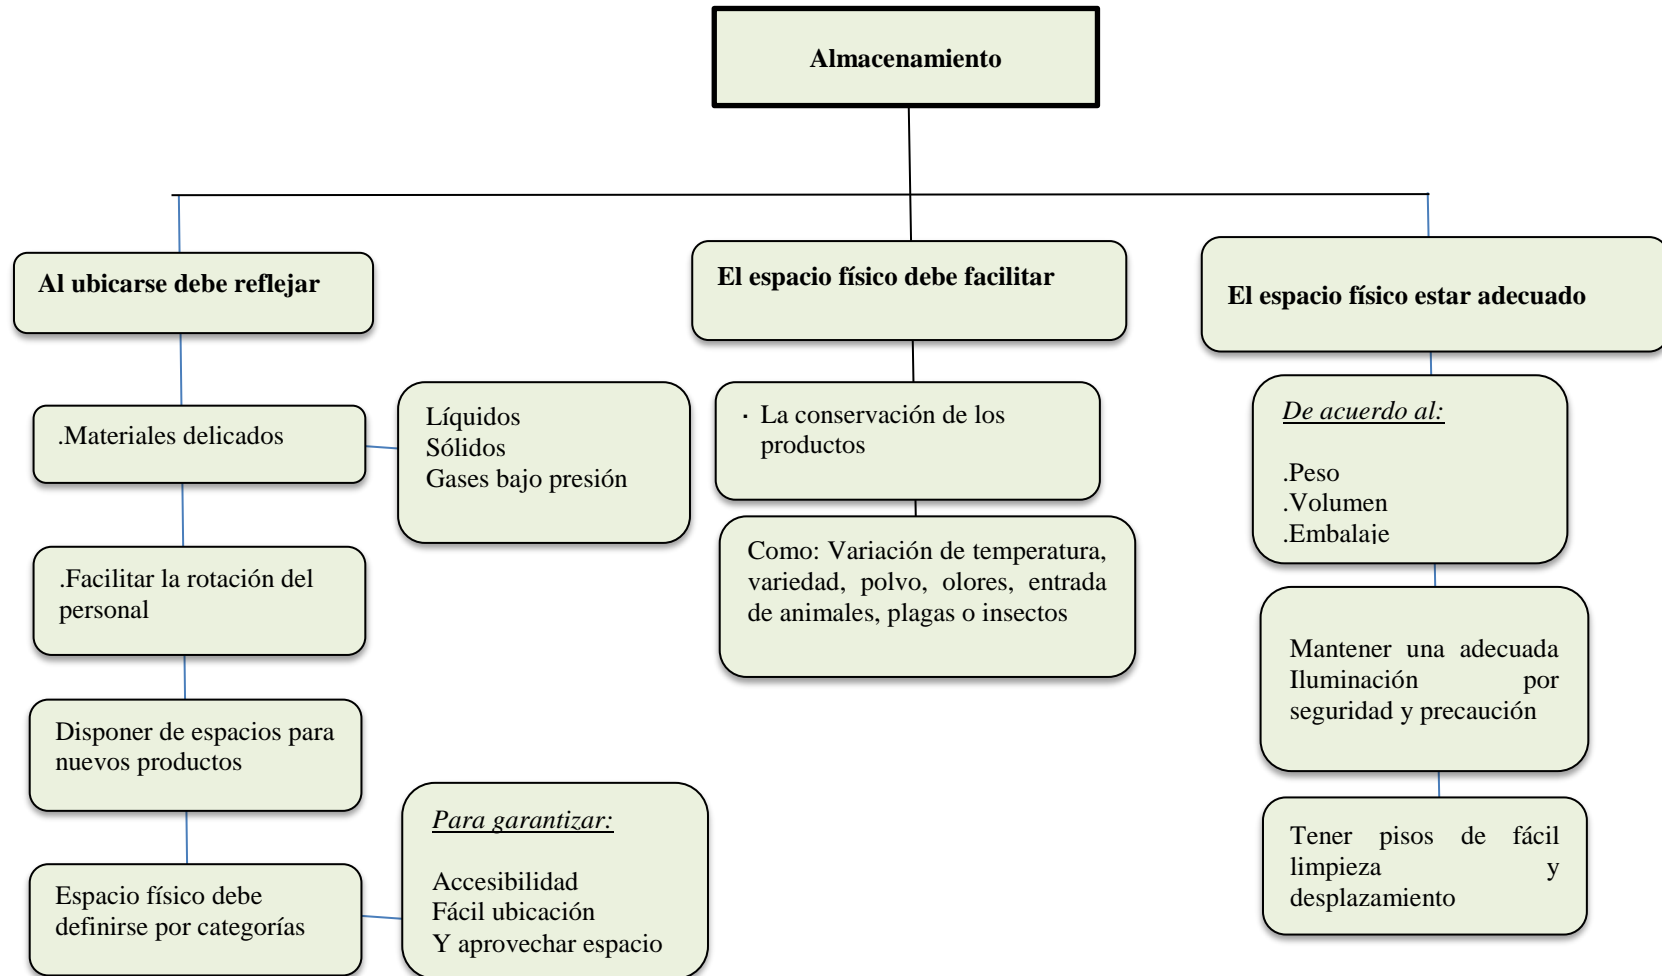 Almacenamiento
Al ubicarse debe reflejar
El espacio físico debe facilitar
El espacio físico estar adecuado
.Materiales delicados
Líquidos
Sólidos
Gases bajo presión
.Facilitar la rotación del
personal
Disponer de espacios para
nuevos productos
Espacio físico debe
definirse por categorías
Para garantizar:
Accesibilidad
Fácil ubicación
Y aprovechar espacio
· La conservación de los
productos
Como: Variación de temperatura,
variedad, polvo, olores, entrada
de animales, plagas o insectos
De acuerdo al:
.Peso
.Volumen
.Embalaje
Mantener una adecuada
Iluminación por
seguridad y precaución
Tener pisos de fácil
limpieza y
desplazamiento